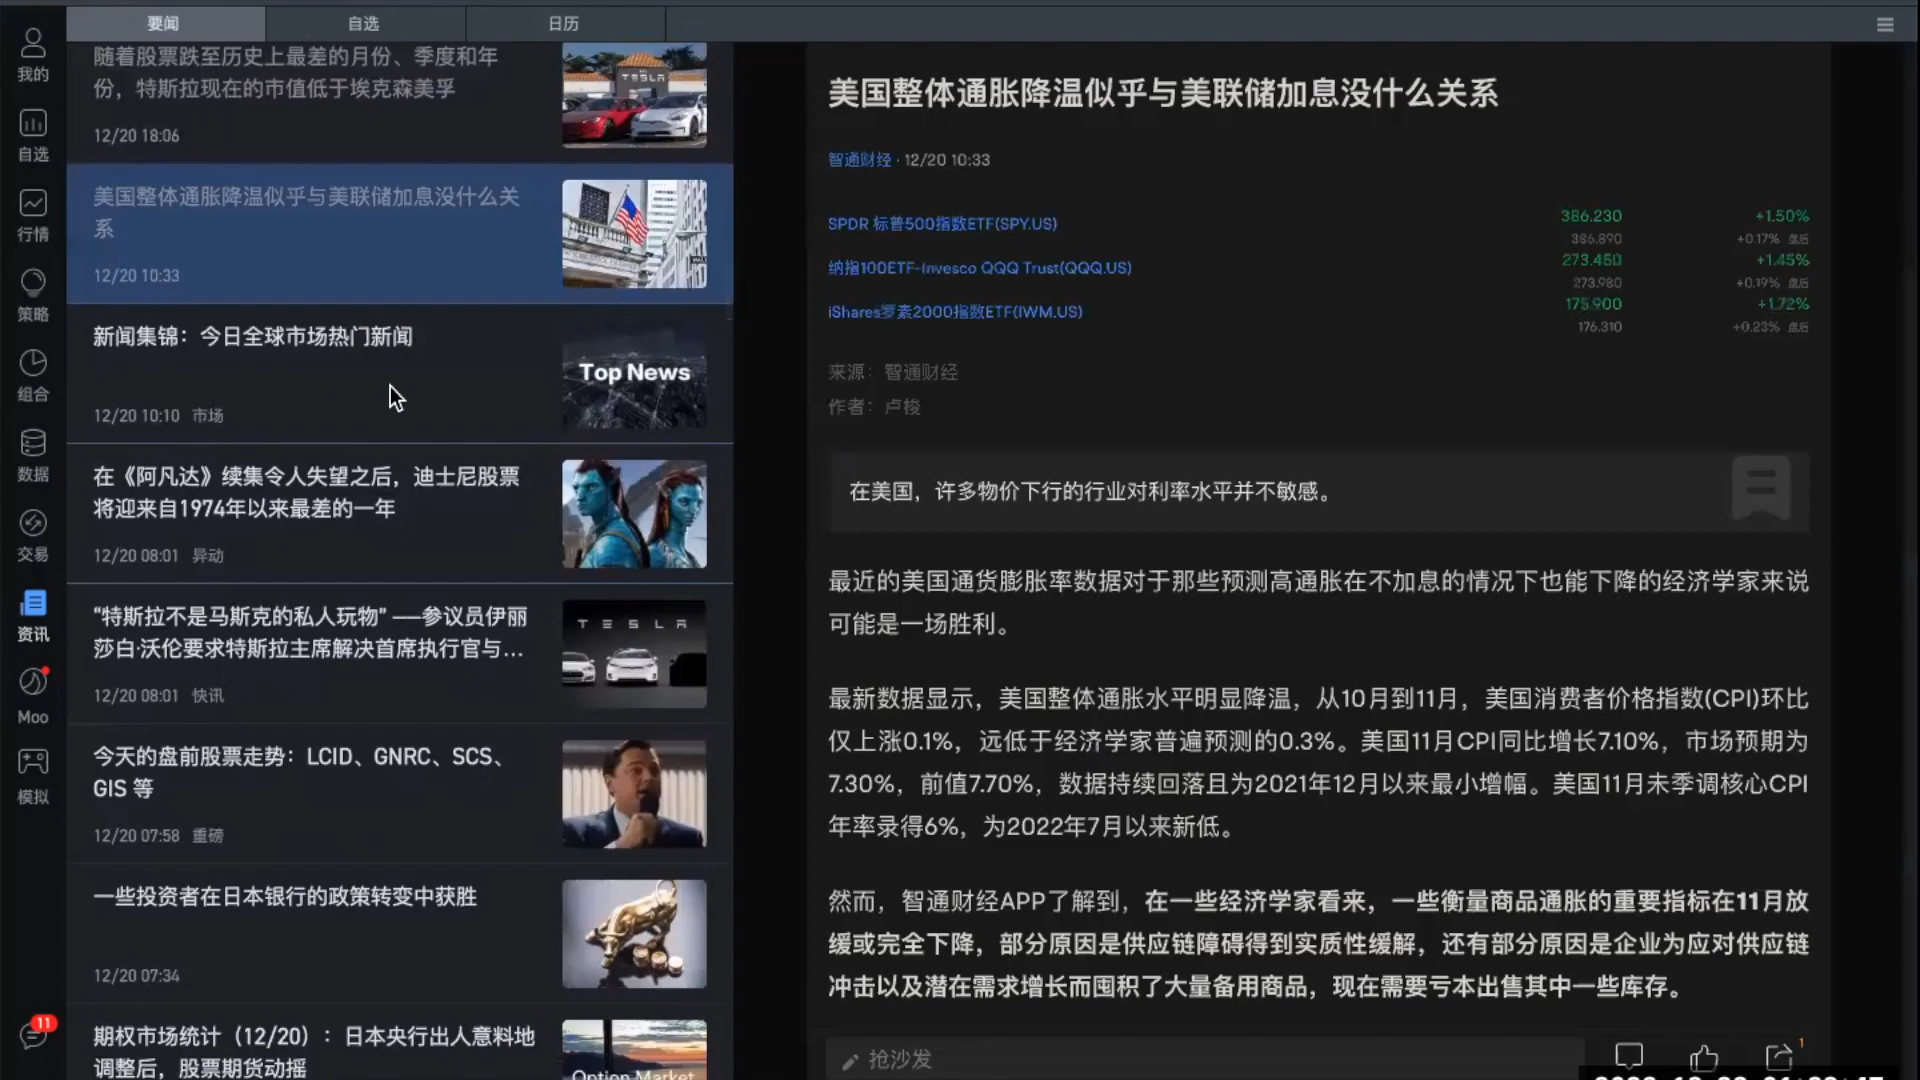 要闻
自选
日历
我的
自选
行情
策略
组合
数据
交易
资讯
Moo
模拟
11
随着股票跌至历史上最差的月份、季度和年
份，特斯拉现在的市值低于埃克森美孚
12/20 18:06
TESLA
美国整体通胀降温似乎与美联储加息没什么关
系
12/20 10:33
新闻集锦：今日全球市场热门新闻
12/20 10:10 市场
Top News
在《阿凡达》续集令人失望之后，迪士尼股票
将迎来自1974年以来最差的一年
12/20 08:01 异动
“特斯拉不是马斯克的私人玩物” ——参议员伊丽
莎白·沃伦要求特斯拉主席解决首席执行官与...
12/20 08:01 快讯
TESLA
今天的盘前股票走势：LCID、GNRC、SCS、
GIS 等
12/20 07:58 重磅
一些投资者在日本银行的政策转变中获胜
12/20 07:34
期权市场统计（12/20）：日本央行出人意料地
调整后，股票期货动摇
Option Market
美国整体通胀降温似乎与美联储加息没什么关系
智通财经 · 12/20 10:33
SPDR 标普500指数ETF(SPY.US) 386.230 +1.50%
386.890 +0.17% 盘后
纳指100ETF-Invesco QQQ Trust(QQQ.US) 273.450 +1.45%
273.980 +0.19% 盘后
iShares罗素2000指数ETF(IWM.US) 175.900 +1.72%
176.310 +0.23% 盘后
来源：智通财经
作者：卢梭
在美国，许多物价下行的行业对利率水平并不敏感。
最近的美国通货膨胀率数据对于那些预测高通胀在不加息的情况下也能下降的经济学家来说
可能是一场胜利。
最新数据显示，美国整体通胀水平明显降温，从10月到11月，美国消费者价格指数(CPI)环比
仅上涨0.1%，远低于经济学家普遍预测的0.3%。美国11月CPI同比增长7.10%，市场预期为
7.30%，前值7.70%，数据持续回落且为2021年12月以来最小增幅。美国11月未季调核心CPI
年率录得6%，为2022年7月以来新低。
然而，智通财经APP了解到，在一些经济学家看来，一些衡量商品通胀的重要指标在11月放
缓或完全下降，部分原因是供应链障碍得到实质性缓解，还有部分原因是企业为应对供应链
冲击以及潜在需求增长而囤积了大量备用商品，现在需要亏本出售其中一些库存。
抢沙发
1